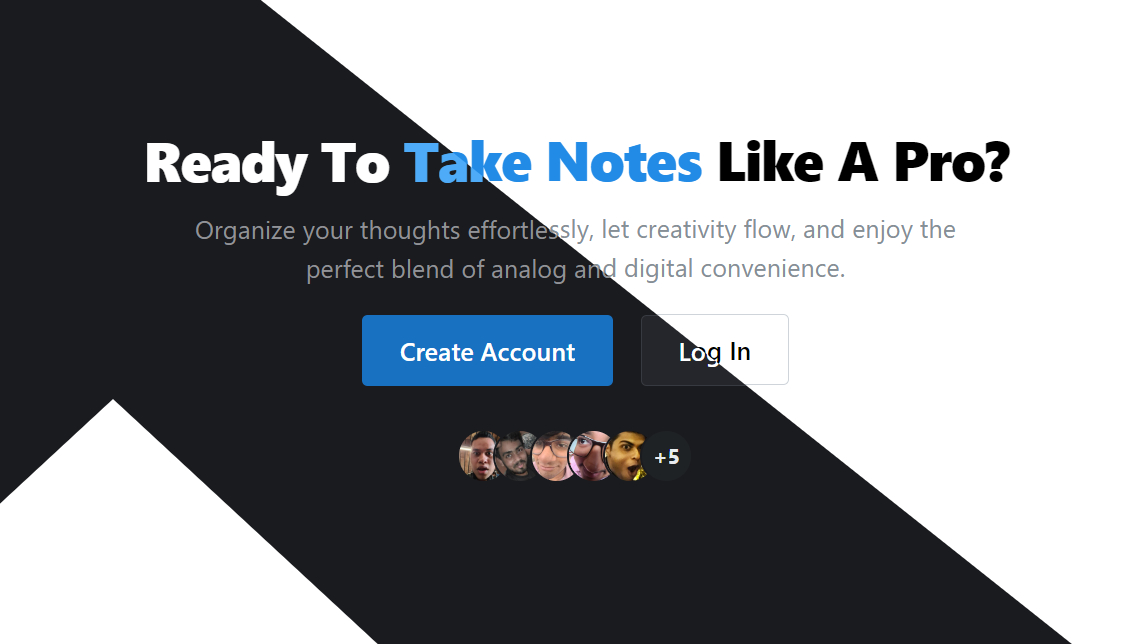 Ready To Take Notes Like A Pro?
Organize your thoughts effortlessly, let creativity flow, and enjoy the
perfect blend of analog and digital convenience.
Create Account
Log In
+5